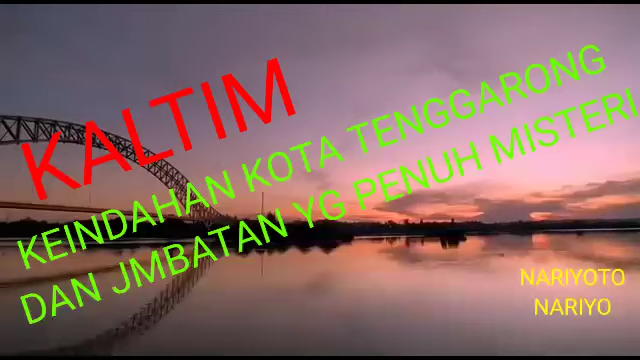 KALTIM
KEINDAHAN KOTA TENGGARONG
DAN JMBATAN YG PENUH MISTERI
NARIYOTO
NARIYO